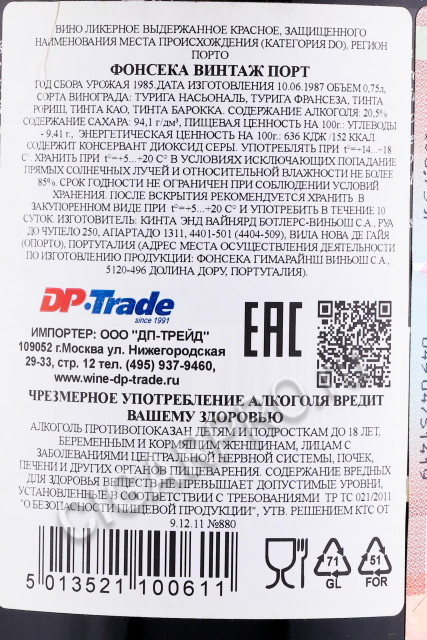 ВИНО ЛИКЕРНОЕ ВЫДЕРЖАННОЕ КРАСНОЕ, ЗАЩИЩЕННОГО
НАИМЕНОВАНИЯ МЕСТА ПРОИСХОЖДЕНИЯ (КАТЕГОРИЯ DO), РЕГИОН
ПОРТО
ФОНСЕКА ВИНТАЖ ПОРТ
ГОД СБОРА УРОЖАЯ 1985.ДАТА ИЗГОТОВЛЕНИЯ 10.06.1987 ОБЪЕМ 0,75л,
СОРТА ВИНОГРАДА: ТУРИГА НАСЬОНАЛЬ, ТУРИГА ФРАНСЕЗА, ТИНТА
РОРИШ, ТИНТА КАО, ТИНТА БАРОККА. СОДЕРЖАНИЕ АЛКОГОЛЯ: 20,5%
СОДЕРЖАНИЕ САХАРА: 94,1 г/дм³, ПИЩЕВАЯ ЦЕННОСТЬ НА 100г.: УГЛЕВОДЫ
- 9,41 г., ЭНЕРГЕТИЧЕСКАЯ ЦЕННОСТЬ НА 100г.: 636 КДЖ /152 ККАЛ
СОДЕРЖИТ КОНСЕРВАНТ ДИОКСИД СЕРЫ. УПОТРЕБЛЯТЬ ПРИ t°=+14...+18
С°. ХРАНИТЬ ПРИ t°=+5...+20 С° В УСЛОВИЯХ ИСКЛЮЧАЮЩИХ ПОПАДАНИЕ
ПРЯМЫХ СОЛНЕЧНЫХ ЛУЧЕЙ И ОТНОСИТЕЛЬНОЙ ВЛАЖНОСТИ НЕ БОЛЕЕ
85%. СРОК ГОДНОСТИ НЕ ОГРАНИЧЕН ПРИ СОБЛЮДЕНИИ УСЛОВИЙ
ХРАНЕНИЯ. ПОСЛЕ ВСКРЫТИЯ РЕКОМЕНДОВАНО ХРАНИТЬ В
ЗАКУПОРЕННОМ ВИДЕ ПРИ t°=+5...+20 С° И УПОТРЕБИТЬ В ТЕЧЕНИЕ 10
СУТОК. ИЗГОТОВИТЕЛЬ: КИНТА ЭНД ВАЙНЯРД БОТЛЕРС-ВИНЬОШ С.А., РУА
ДО ЧУПЕЛО 250, АПАРТАДО 1311, 4401-501 (4404-509), ВИЛА НОВА ДЕ ГАЙЯ
(ОПОРТО), ПОРТУГАЛИЯ (АДРЕС МЕСТА ОСУЩЕСТВЛЕНИЯ ДЕЯТЕЛЬНОСТИ
ПО ИЗГОТОВЛЕНИЮ ПРОДУКЦИИ: ФОНСЕКА ГИМАРАЙНШ ВИНЬОШ С.А.,
5120-496 ДОЛИНА ДОРУ, ПОРТУГАЛИЯ).
DP-Trade
since 1991
EAC
ИМПОРТЕР: ООО "ДП-ТРЕЙД"
109052 г.Москва ул. Нижегородская
29-33, стр. 12 тел. (495) 937-9460,
www.wine-dp-trade.ru
ЧРЕЗМЕРНОЕ УПОТРЕБЛЕНИЕ АЛКОГОЛЯ ВРЕДИТ
ВАШЕМУ ЗДОРОВЬЮ
АЛКОГОЛЬ ПРОТИВОПОКАЗАН ДЕТЯМ И ПОДРОСТКАМ ДО 18 ЛЕТ,
БЕРЕМЕННЫМ И КОРМЯЩИМ ЖЕНЩИНАМ, ЛИЦАМ С
ЗАБОЛЕВАНИЯМИ ЦЕНТРАЛЬНОЙ НЕРВНОЙ СИСТЕМЫ, ПОЧЕК,
ПЕЧЕНИ И ДРУГИХ ОРГАНОВ ПИЩЕВАРЕНИЯ. СОДЕРЖАНИЕ ВРЕДНЫХ
ДЛЯ ЗДОРОВЬЯ ВЕЩЕСТВ НЕ ПРЕВЫШАЕТ ДОПУСТИМЫЕ УРОВНИ,
УСТАНОВЛЕННЫЕ В СООТВЕТСТВИИ С ТРЕБОВАНИЯМИ ТР ТС 021/2011
"О БЕЗОПАСНОСТИ ПИЩЕВОЙ ПРОДУКЦИИ", УТВ. РЕШЕНИЕМ КТС ОТ
9.12.11 №880
5 013521 100611
71
GL
51
FOR